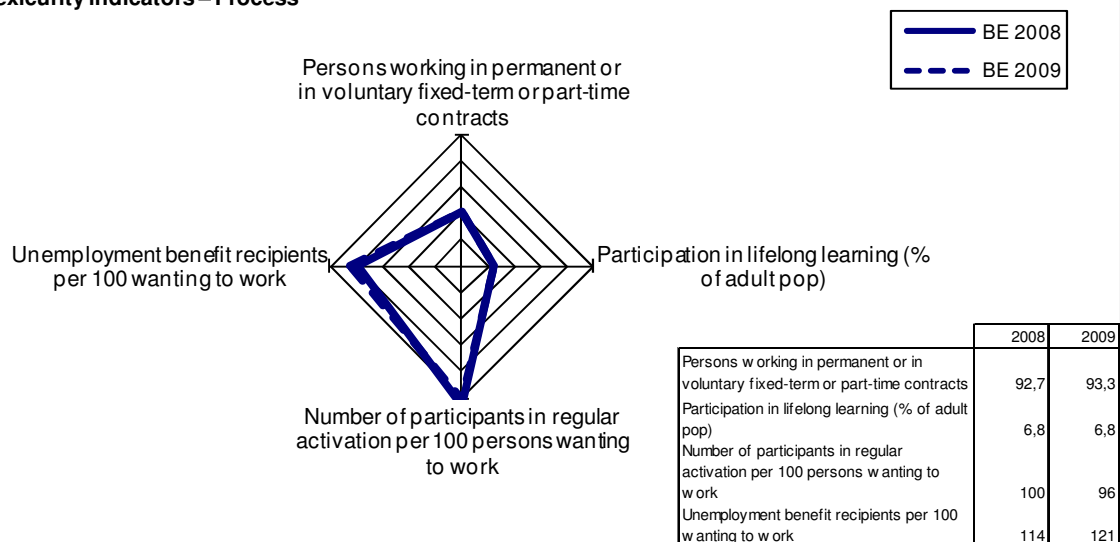 exicurity indicators – Process
BE 2008
BE 2009
Persons working in permanent or
in voluntary fixed-term or part-time
contracts
Unemployment benefit recipients
per 100 wanting to work
Participation in lifelong learning (%
of adult pop)
Number of participants in regular
activation per 100 persons wanting
to work
2008 2009
Persons working in permanent or in
voluntary fixed-term or part-time contracts 92,7 93,3
Participation in lifelong learning (% of adult
pop) 6,8 6,8
Number of participants in regular
activation per 100 persons wanting to
work 100 96
Unemployment benefit recipients per 100
wanting to work 114 121